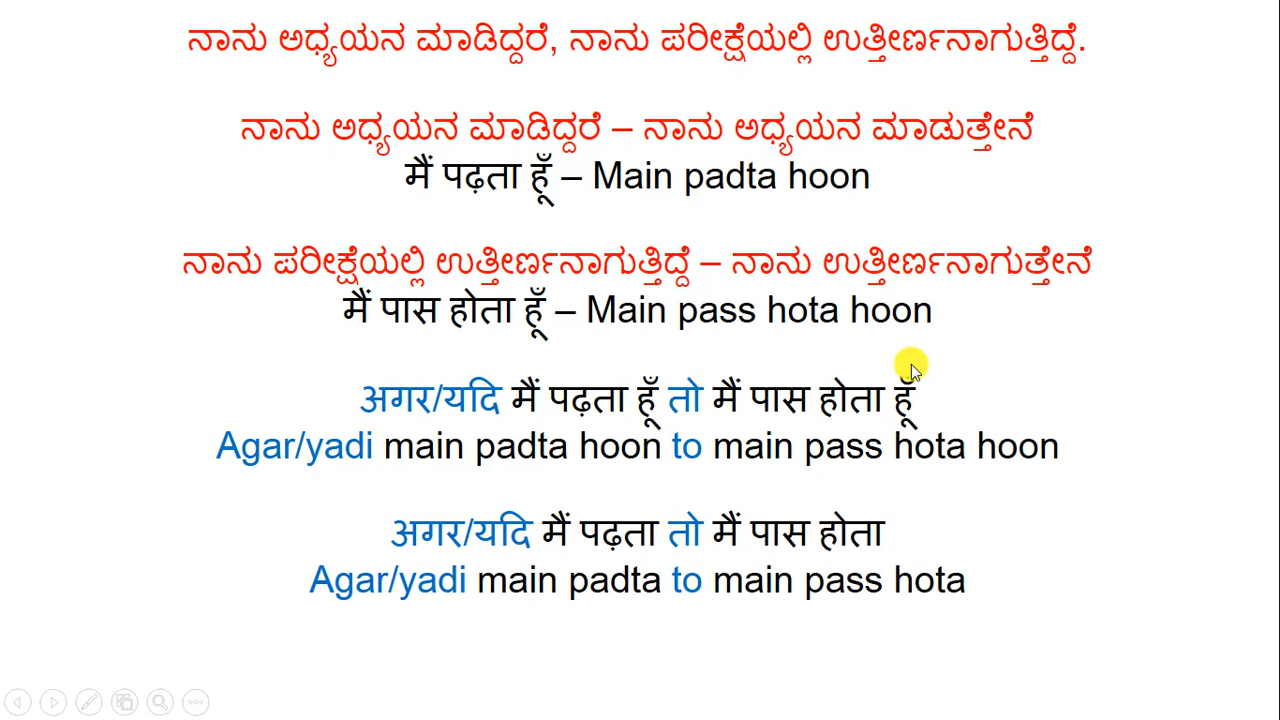 ನಾನು ಅಧ್ಯಯನ ಮಾಡಿದ್ದರೆ, ನಾನು ಪರೀಕ್ಷೆಯಲ್ಲಿ ಉತ್ತೀರ್ಣನಾಗುತ್ತಿದ್ದೆ.
ನಾನು ಅಧ್ಯಯನ ಮಾಡಿದ್ದರೆ – ನಾನು ಅಧ್ಯಯನ ಮಾಡುತ್ತೇನೆ
मैं पढ़ता हूँ – Main padta hoon
ನಾನು ಪರೀಕ್ಷೆಯಲ್ಲಿ ಉತ್ತೀರ್ಣನಾಗುತ್ತಿದ್ದೆ – ನಾನು ಉತ್ತೀರ್ಣನಾಗುತ್ತೇನೆ
मैं पास होता हूँ – Main pass hota hoon
अगर/यदि मैं पढ़ता हूँ तो मैं पास होता हूँ
Agar/yadi main padta hoon to main pass hota hoon
अगर/यदि मैं पढ़ता तो मैं पास होता
Agar/yadi main padta to main pass hota